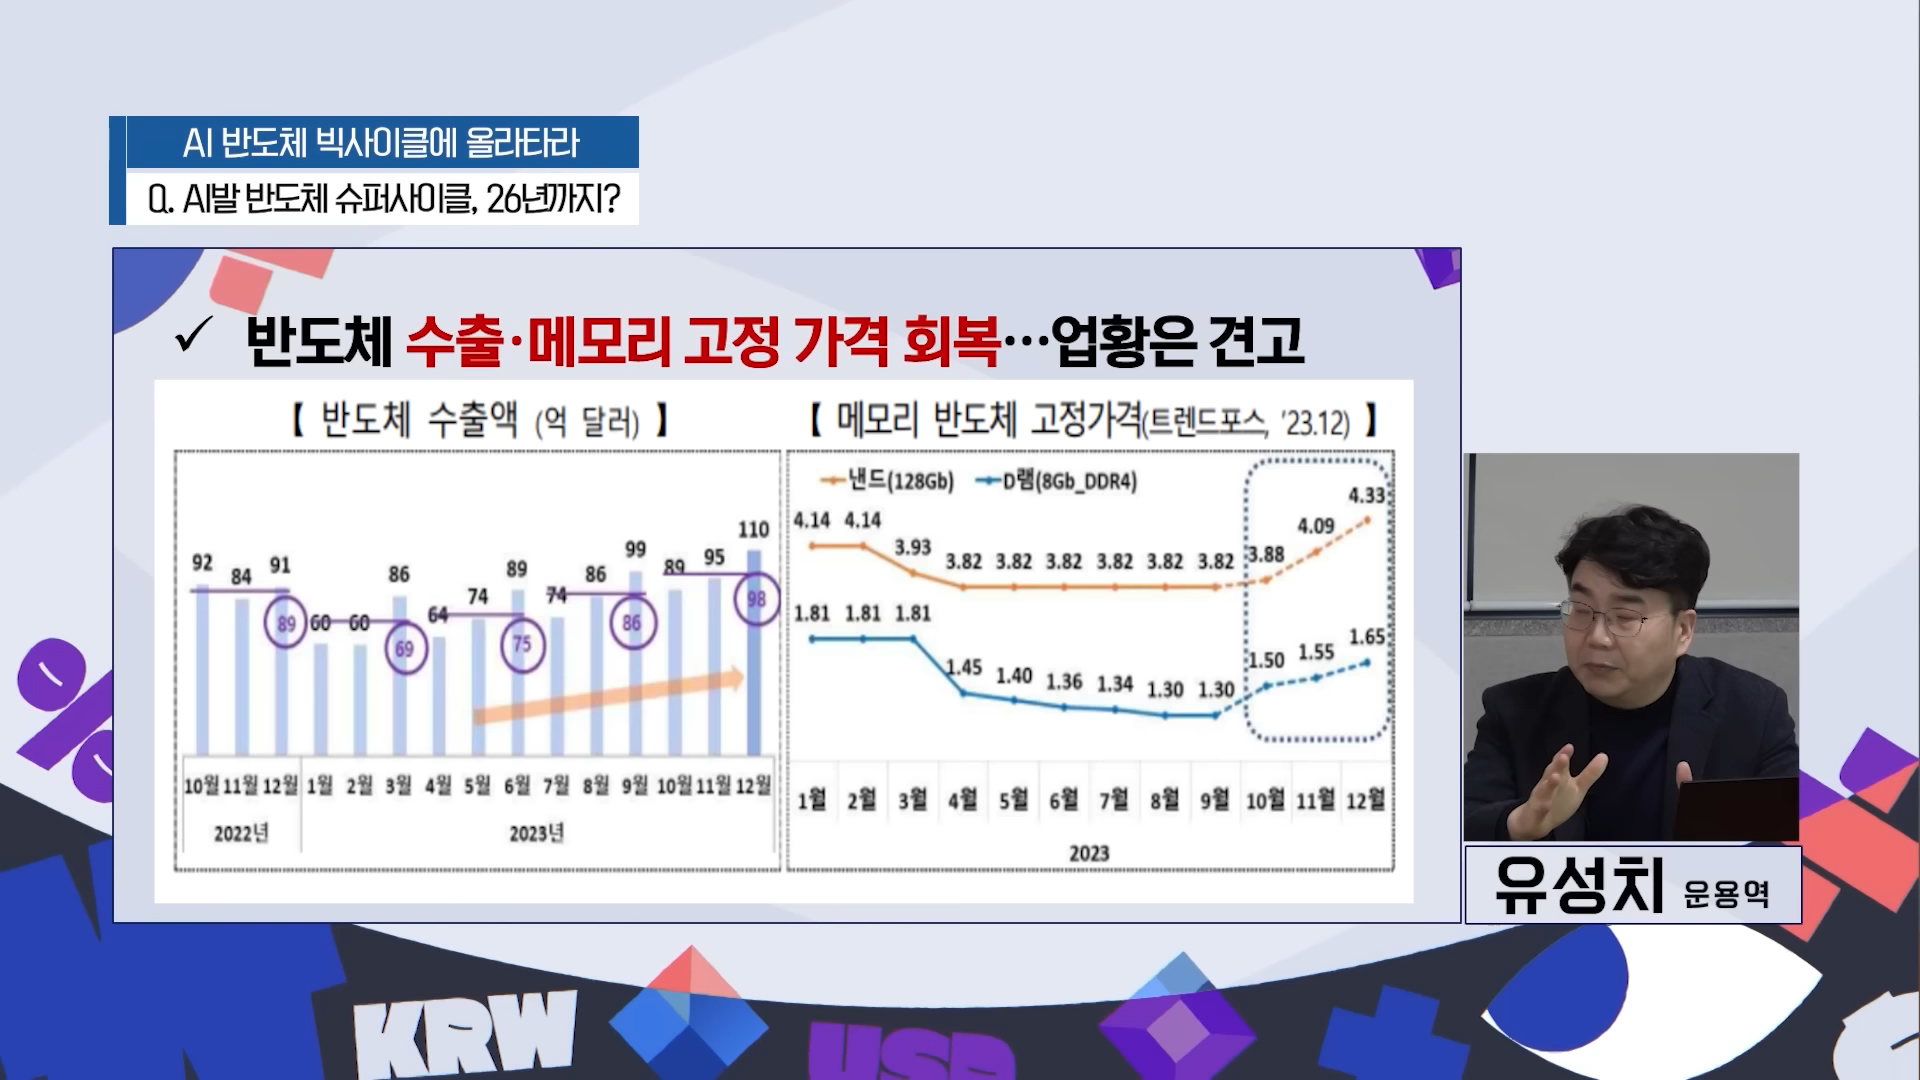 AI 반도체 빅사이클에 올라타라
Q. AI발 반도체 슈퍼사이클, 26년까지?
✓ 반도체 수출·메모리 고정 가격 회복…업황은 견고
【 반도체 수출액 (억 달러) 】
92 84 91 60 60 86 64 74 89 74 86 99 89 95 110
89 69 75 86 98
10월 11월 12월 1월 2월 3월 4월 5월 6월 7월 8월 9월 10월 11월 12월
2022년 2023년
【 메모리 반도체 고정가격(트렌드포스, '23.12) 】
낸드(128Gb) D램(8Gb_DDR4)
4.14 4.14 3.93 3.82 3.82 3.82 3.82 3.82 3.82 3.88 4.09 4.33
1.81 1.81 1.81 1.45 1.40 1.36 1.34 1.30 1.30 1.50 1.55 1.65
1월 2월 3월 4월 5월 6월 7월 8월 9월 10월 11월 12월
2023
유성치 운용역
KRW
USD